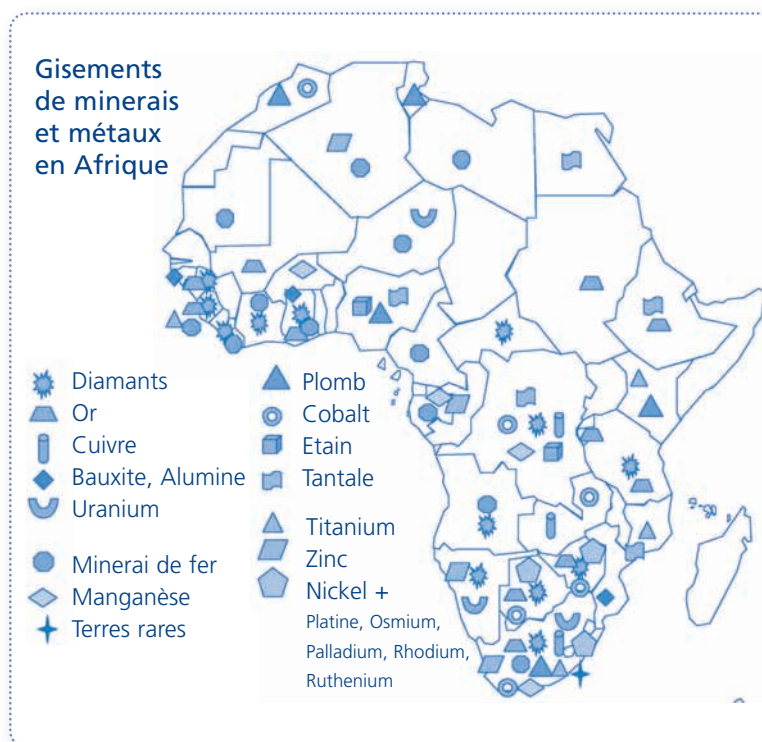 Gisements
de minerais
et métaux
en Afrique
Diamants
Or
Cuivre
Bauxite, Alumine
Uranium
Minerai de fer
Manganèse
Terres rares
Plomb
Cobalt
Etain
Tantale
Titanium
Zinc
Nickel +
Platine, Osmium,
Palladium, Rhodium,
Ruthenium